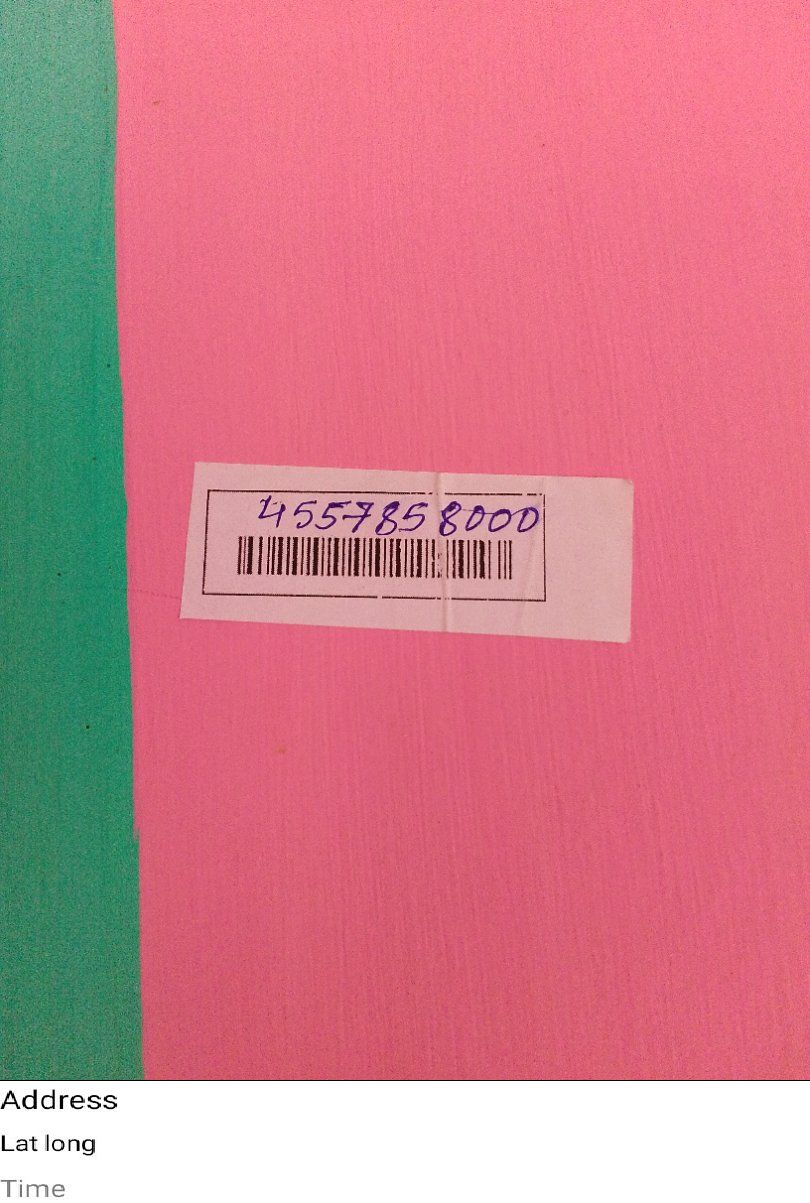 4557858000
Address
Lat long
Time